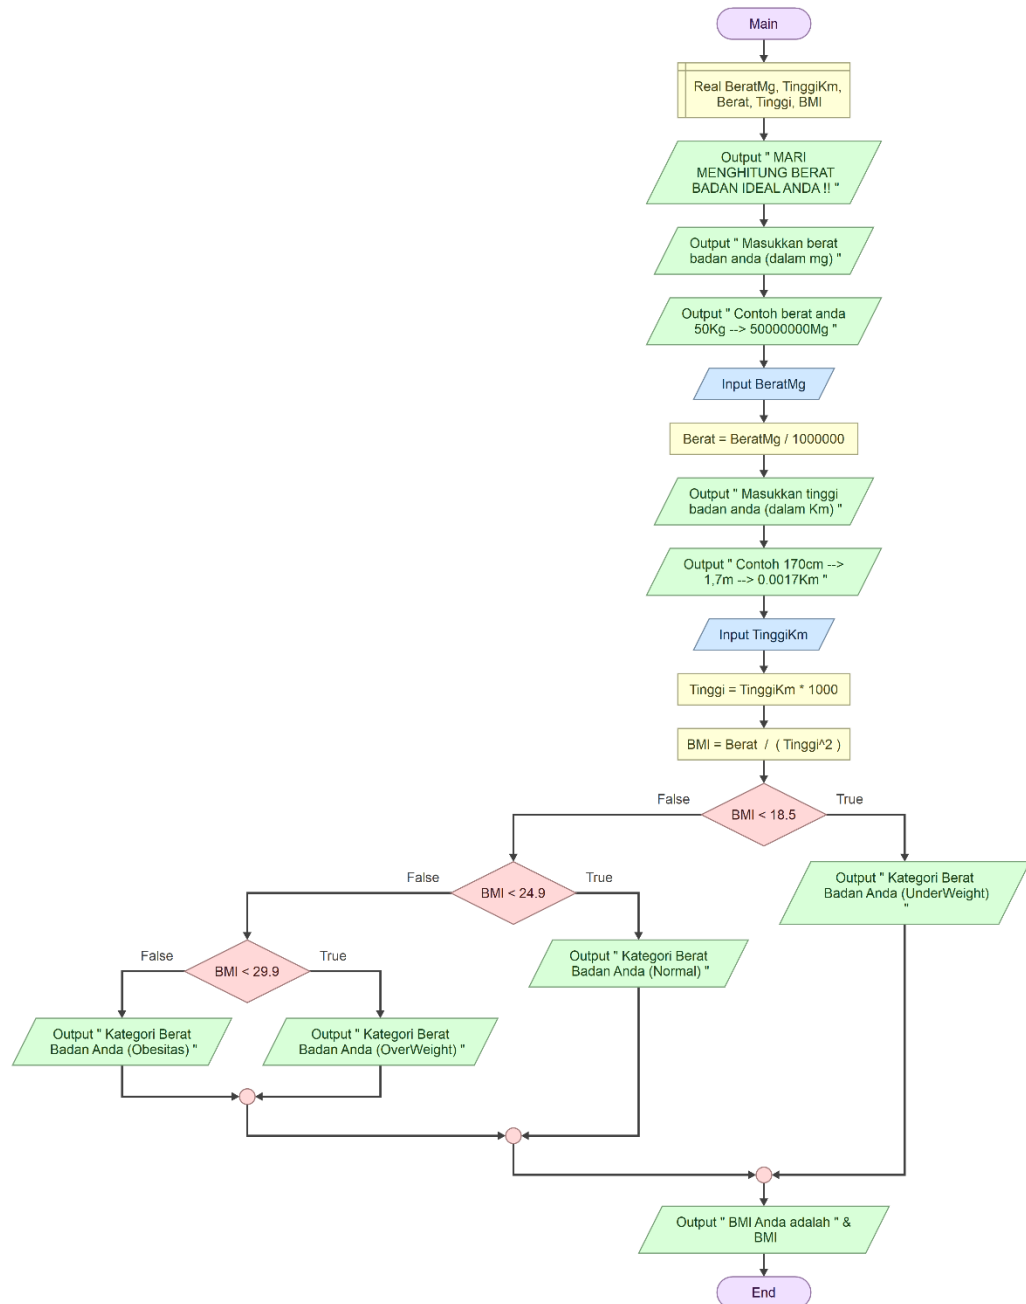 Main
Real BeratMg, TinggiKm,
Berat, Tinggi, BMI
Output " MARI
MENGHITUNG BERAT
BADAN IDEAL ANDA !! "
Output " Masukkan berat
badan anda (dalam mg) "
Output " Contoh berat anda
50Kg --> 50000000Mg "
Input BeratMg
Berat = BeratMg / 1000000
Output " Masukkan tinggi
badan anda (dalam Km) "
Output " Contoh 170cm -->
1,7m --> 0.0017Km "
Input TinggiKm
Tinggi = TinggiKm * 1000
BMI = Berat / ( Tinggi^2 )
False
True
BMI < 18.5
False
True
BMI < 24.9
Output " Kategori Berat
Badan Anda (UnderWeight)
"
False
True
BMI < 29.9
Output " Kategori Berat
Badan Anda (Normal) "
Output " Kategori Berat
Badan Anda (Obesitas) "
Output " Kategori Berat
Badan Anda (OverWeight) "
Output " BMI Anda adalah " &
BMI
End